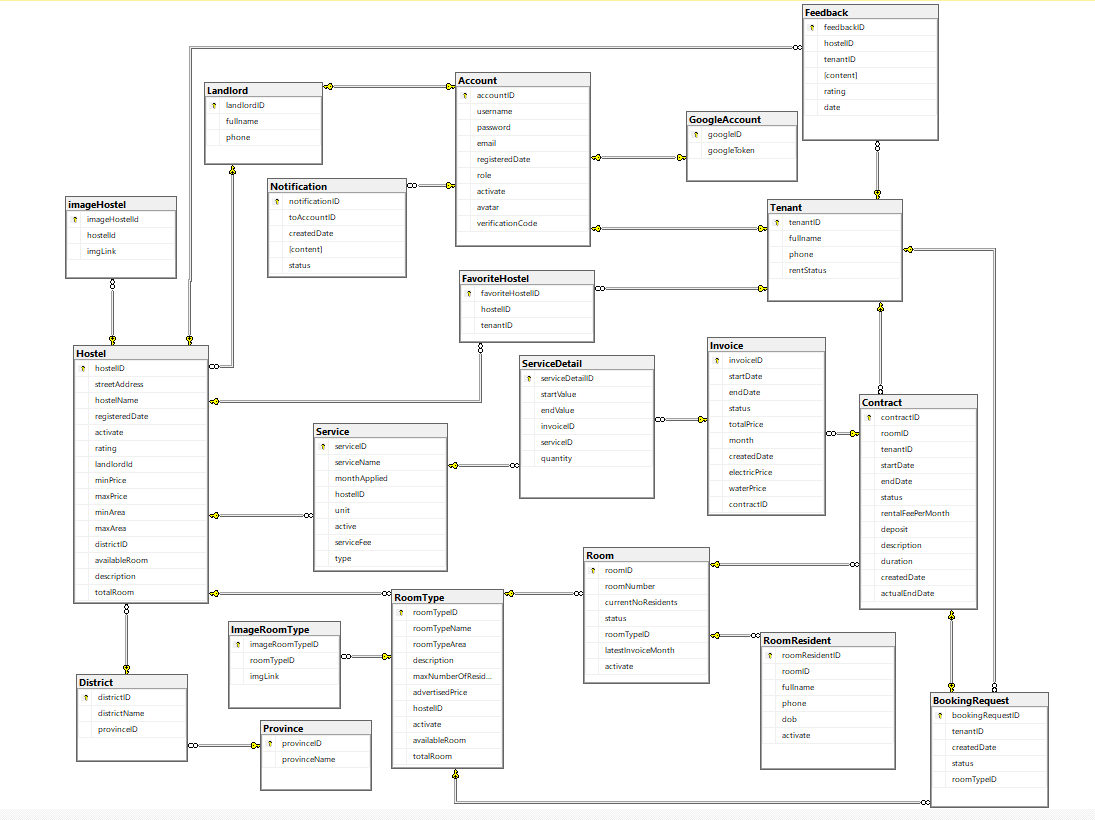 Feedback
feedbackID
hostelID
tenantID
[content]
rating
date
Landlord
landlordID
fullname
phone
Account
accountID
username
password
email
registeredDate
role
activate
avatar
verificationCode
GoogleAccount
googleID
googleToken
Notification
notificationID
toAccountID
createdDate
[content]
status
imageHostel
imageHostelId
hostelId
imgLink
Tenant
tenantID
fullname
phone
rentStatus
FavoriteHostel
favoriteHostelID
hostelID
tenantID
Hostel
hostelID
streetAddress
hostelName
registeredDate
activate
rating
landlordId
minPrice
maxPrice
minArea
maxArea
districtID
availableRoom
description
totalRoom
ServiceDetail
serviceDetailID
startValue
endValue
invoiceID
serviceID
quantity
Invoice
invoiceID
startDate
endDate
status
totalPrice
month
createdDate
electricPrice
waterPrice
contractID
Contract
contractID
roomID
tenantID
startDate
endDate
status
rentalFeePerMonth
deposit
description
duration
createdDate
actualEndDate
Service
serviceID
serviceName
monthApplied
hostelID
unit
active
serviceFee
type
Room
roomID
roomNumber
currentNoResidents
status
roomTypeID
latestInvoiceMonth
activate
RoomType
roomTypeID
roomTypeName
roomTypeArea
description
maxNumberOfResid...
advertisedPrice
hostelID
activate
availableRoom
totalRoom
ImageRoomType
imageRoomTypeID
roomTypeID
imgLink
RoomResident
roomResidentID
roomID
fullname
phone
dob
activate
District
districtID
districtName
provinceID
Province
provinceID
provinceName
BookingRequest
bookingRequestID
tenantID
createdDate
status
roomTypeID